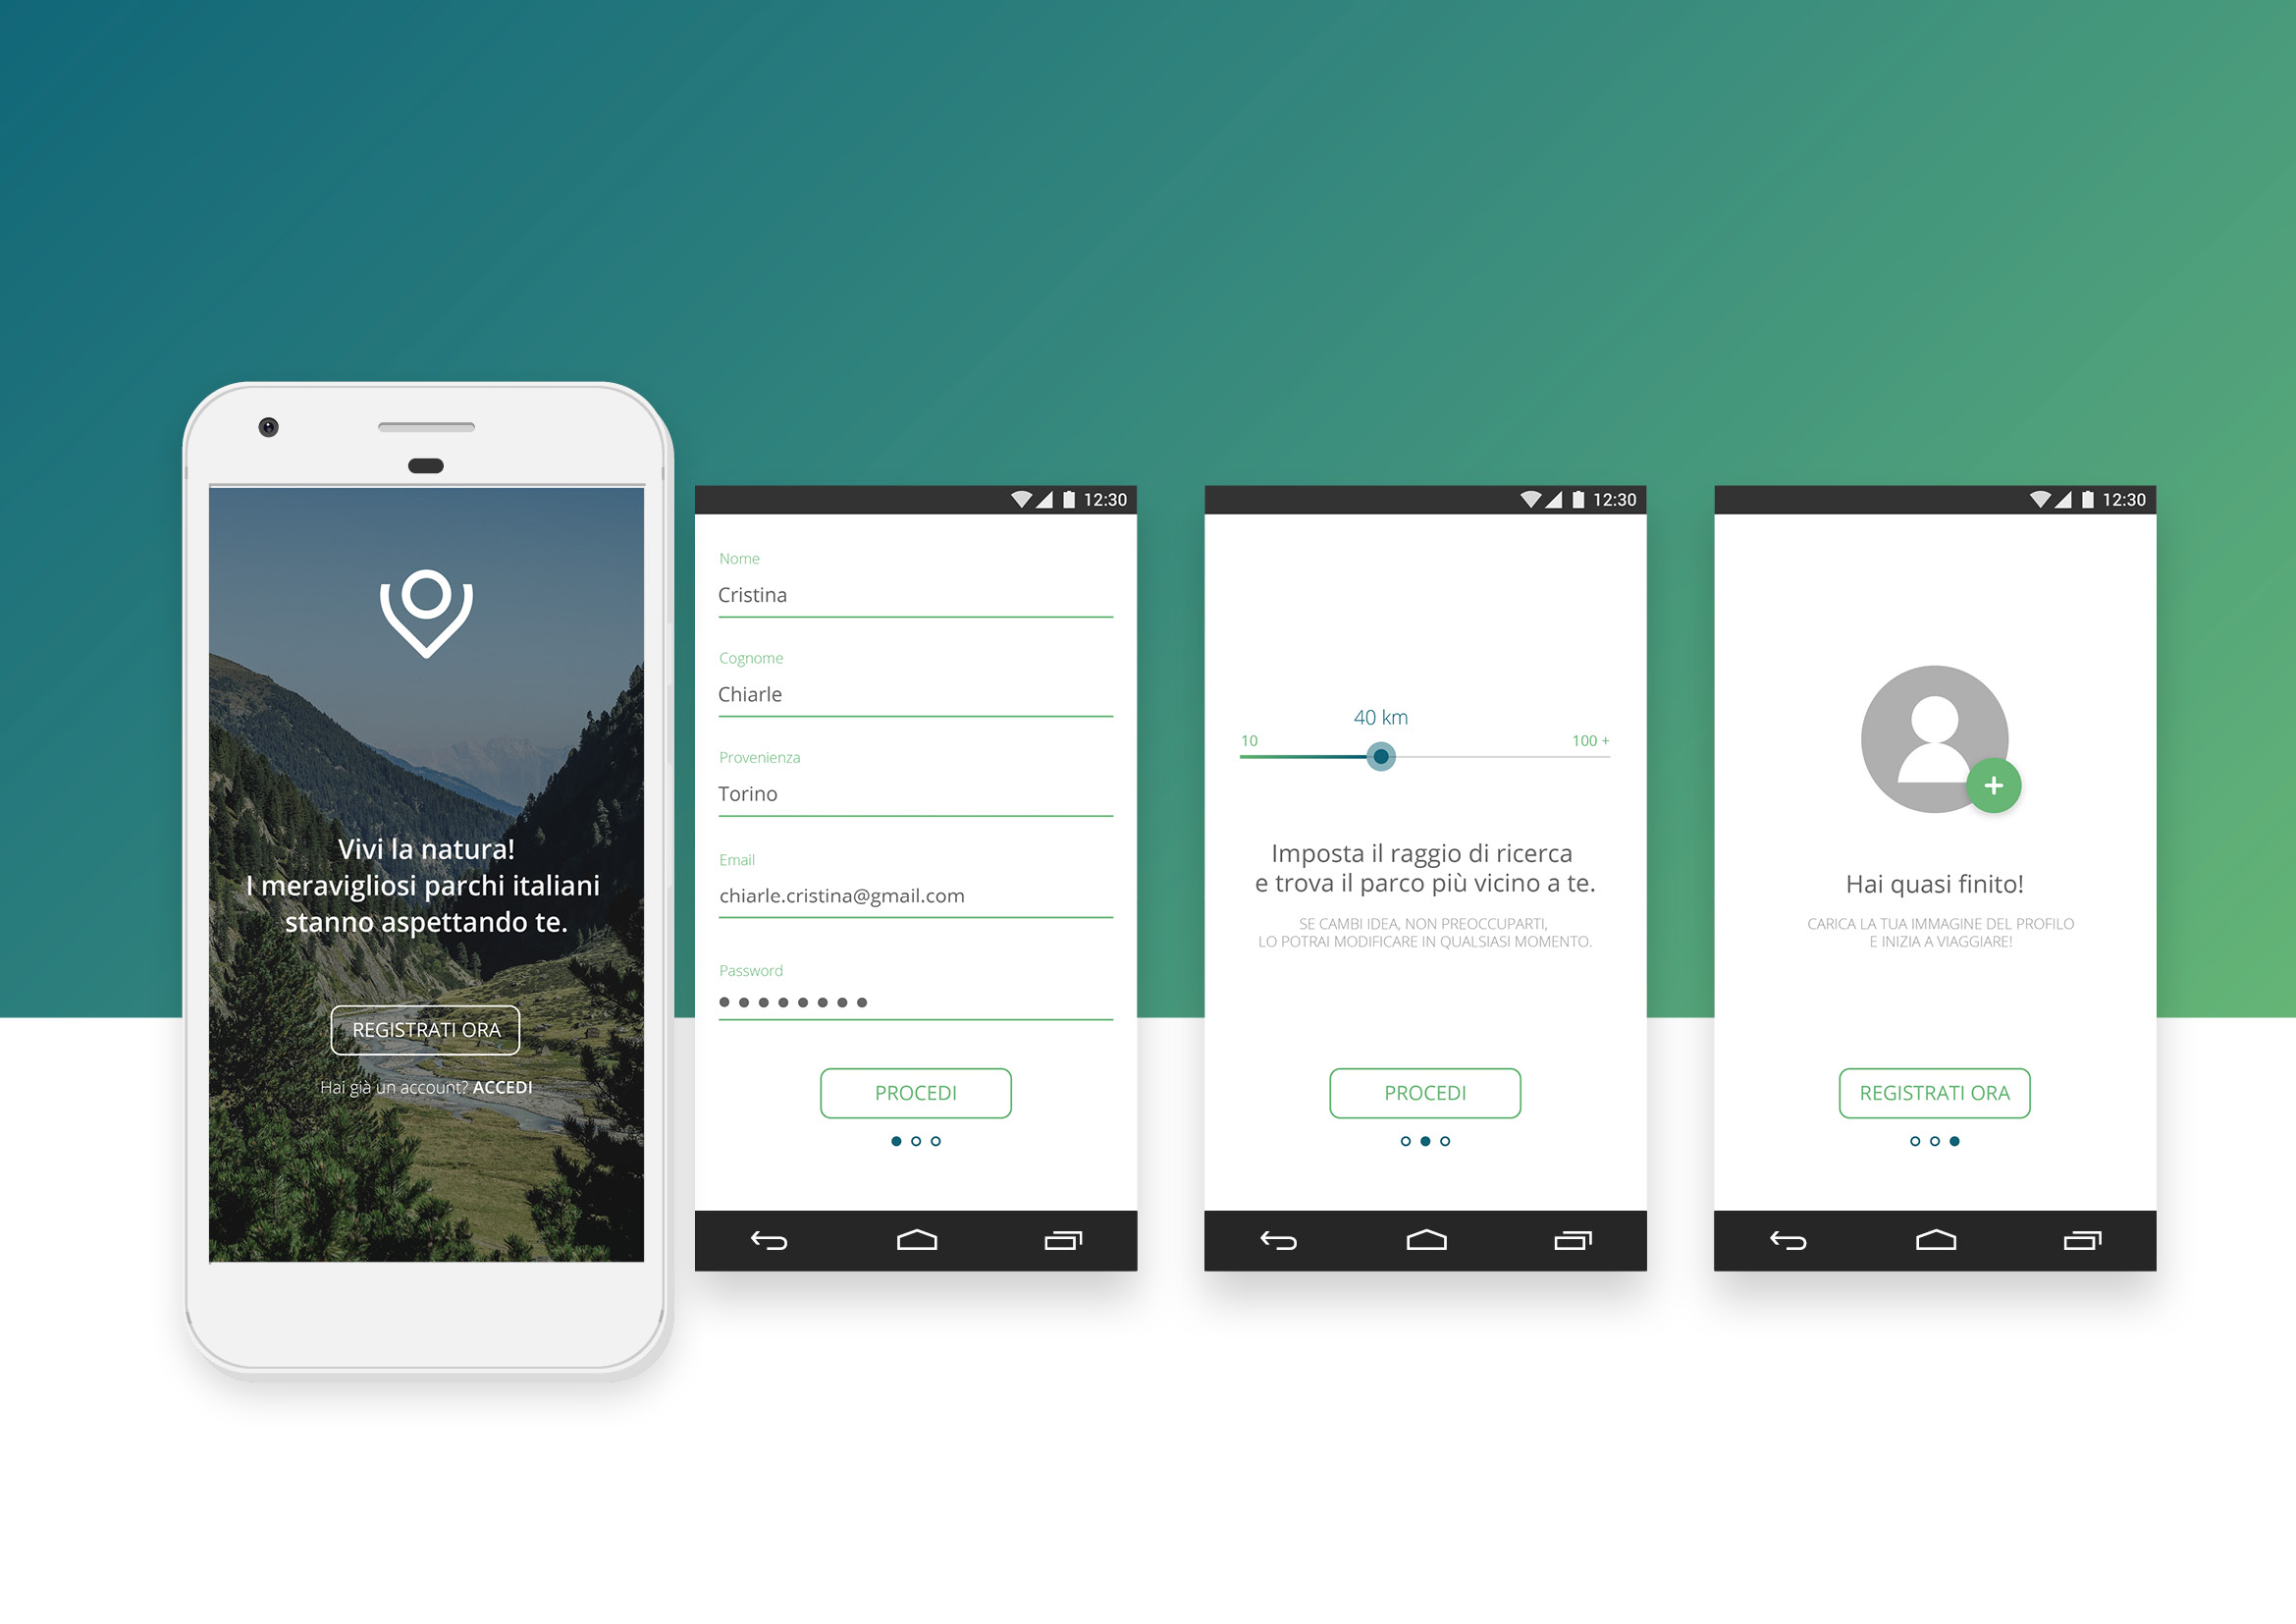 Vivi la natura!
I meravigliosi parchi italiani
stanno aspettando te.
REGISTRATI ORA
Hai già un account? ACCEDI
12:30
Nome
Cristina
Cognome
Chiarle
Provenienza
Torino
Email
chiarle.cristina@gmail.com
Password
PROCEDI
12:30
40 km
10
100 +
Imposta il raggio di ricerca
e trova il parco più vicino a te.
SE CAMBI IDEA, NON PREOCCUPARTI,
LO POTRAI MODIFICARE IN QUALSIASI MOMENTO.
PROCEDI
12:30
Hai quasi finito!
CARICA LA TUA IMMAGINE DEL PROFILO
E INIZIA A VIAGGIARE!
REGISTRATI ORA